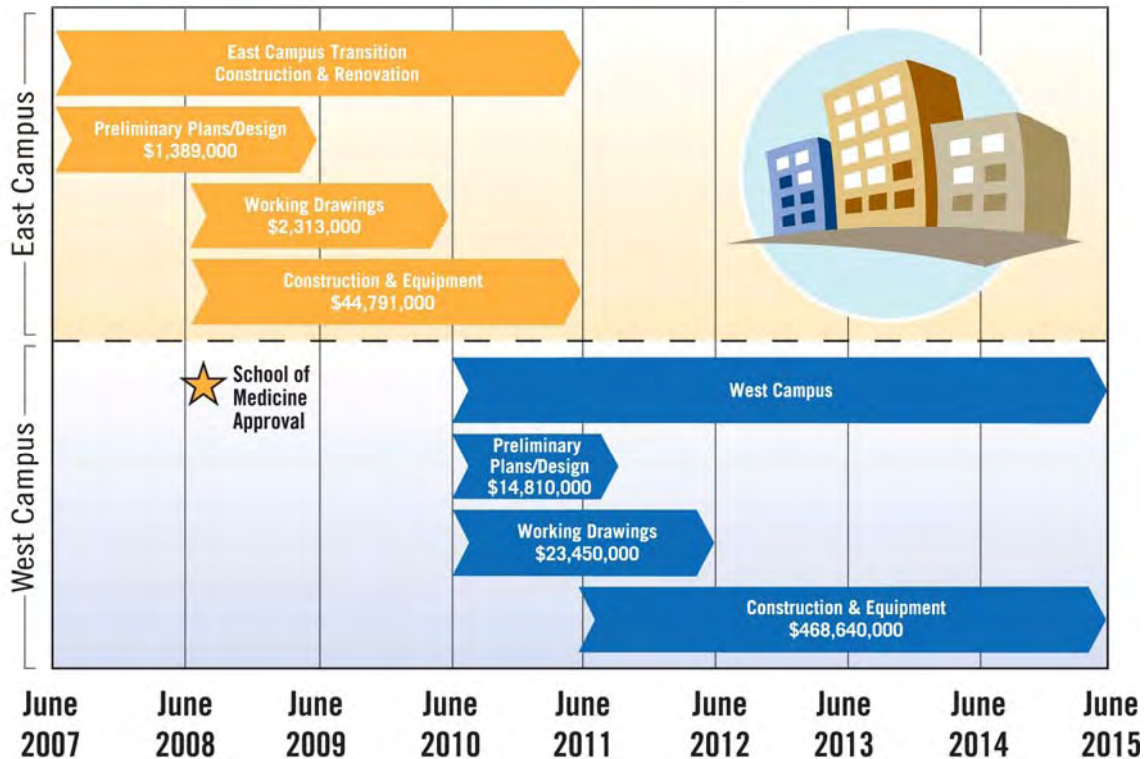 East Campus
East Campus Transition
Construction & Renovation
Preliminary Plans/Design
$1,389,000
Working Drawings
$2,313,000
Construction & Equipment
$44,791,000
West Campus
School of
Medicine
Approval
West Campus
Preliminary
Plans/Design
$14,810,000
Working Drawings
$23,450,000
Construction & Equipment
$468,640,000
June June June June June June June June June
2007 2008 2009 2010 2011 2012 2013 2014 2015